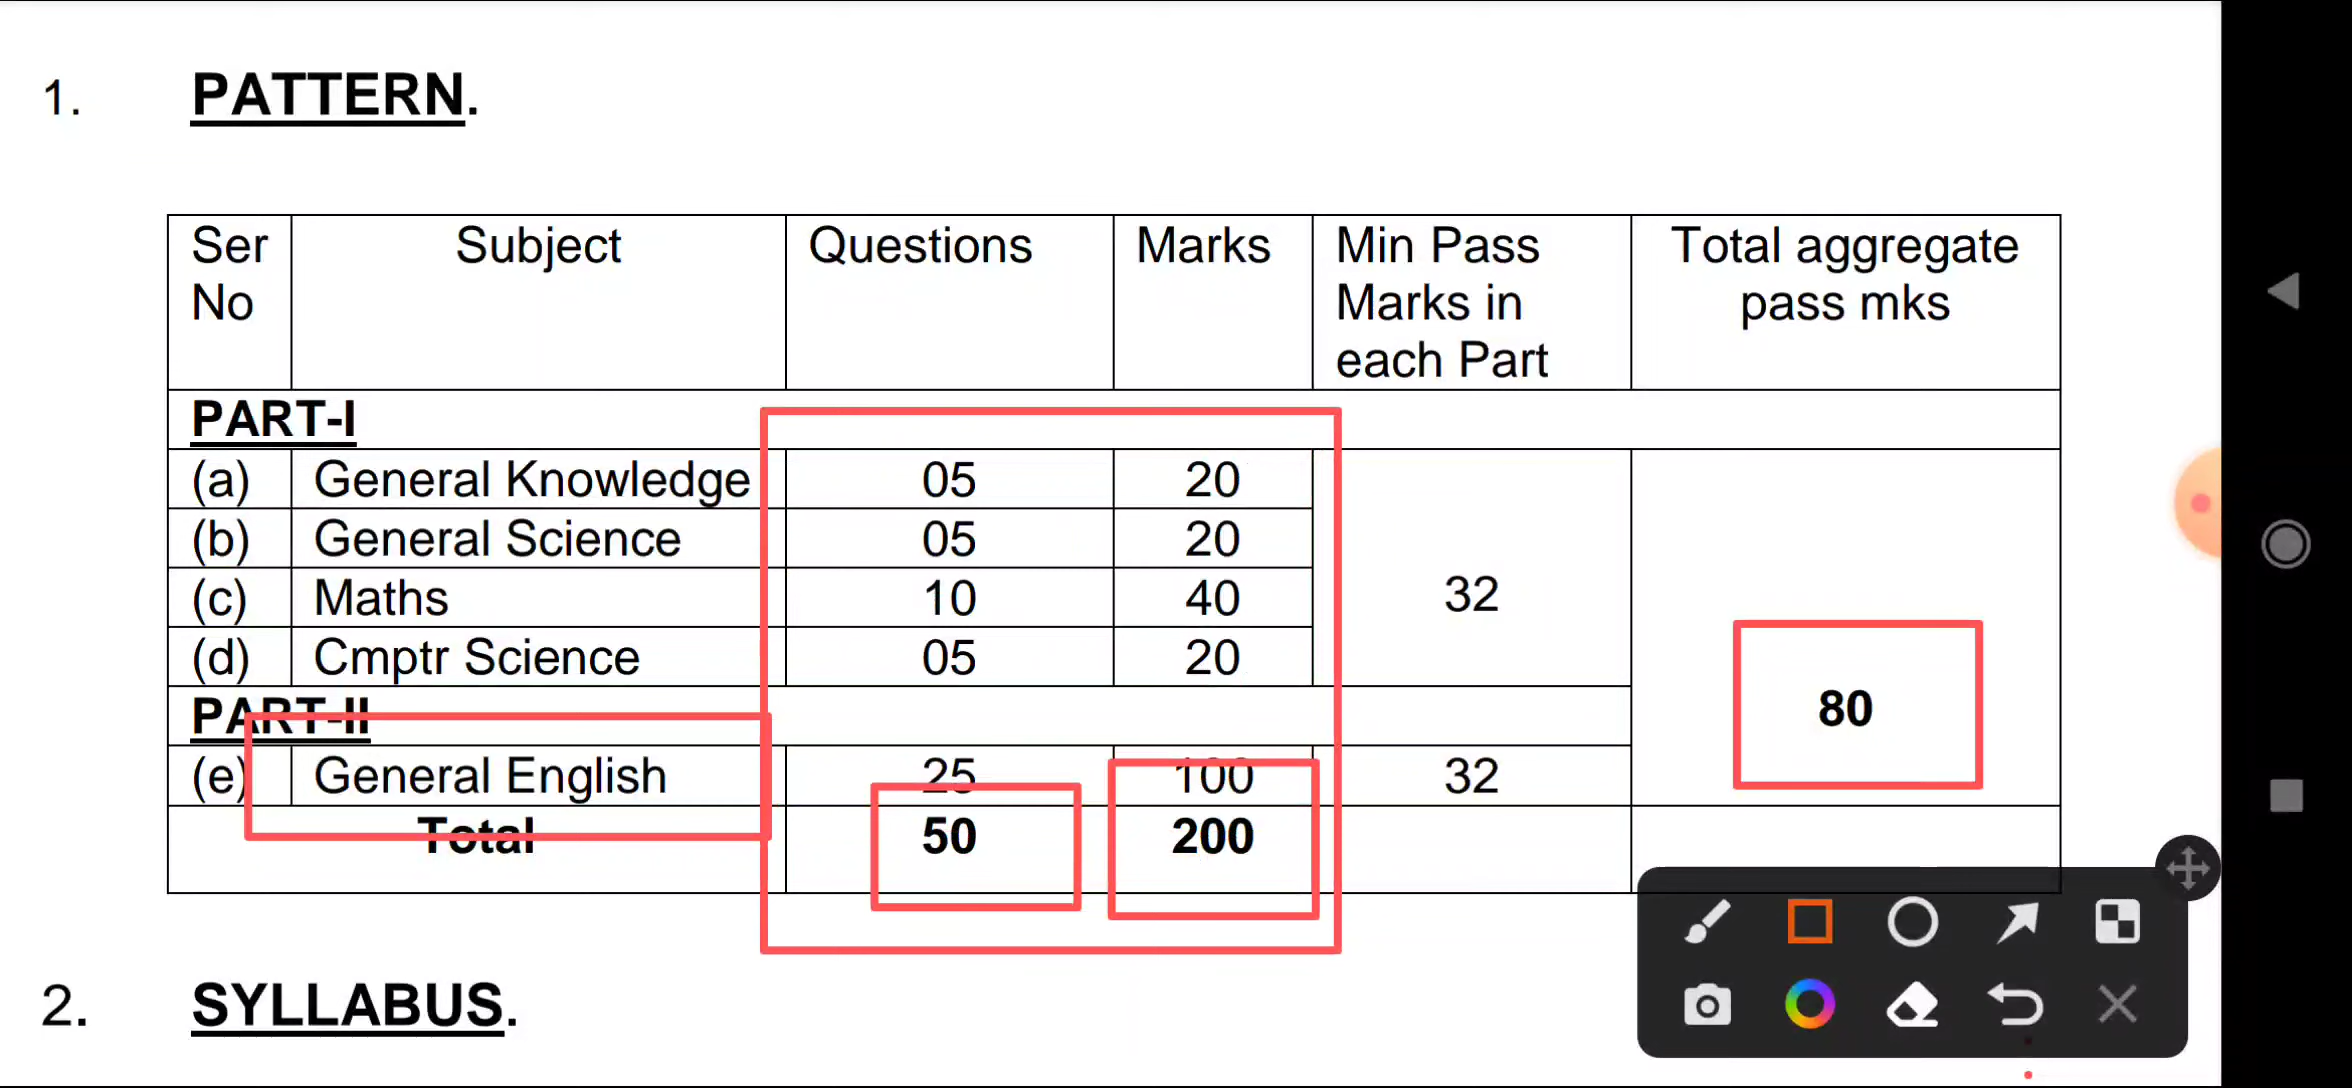 1. PATTERN.
Ser No Subject Questions Marks Min Pass Marks in each Part Total aggregate pass mks
PART-I
(a) General Knowledge 05 20
(b) General Science 05 20
(c) Maths 10 40 32
(d) Cmptr Science 05 20
PART-II 80
(e) General English 25 100 32
Total 50 200
2. SYLLABUS.